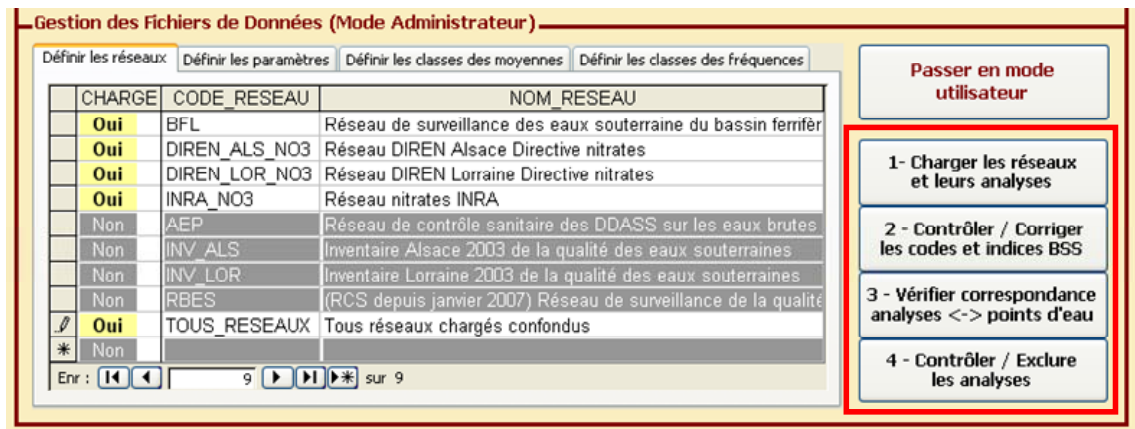 Gestion des Fichiers de Données (Mode Administrateur)
Définir les réseaux Définir les paramètres Définir les classes des moyennes Définir les classes des fréquences
CHARGE CODE_RESEAU NOM_RESEAU
Oui BFL Réseau de surveillance des eaux souterraine du bassin ferrifèr
Oui DIREN_ALS_NO3 Réseau DIREN Alsace Directive nitrates
Oui DIREN_LOR_NO3 Réseau DIREN Lorraine Directive nitrates
Oui INRA_NO3 Réseau nitrates INRA
Non AEP Réseau de contrôle sanitaire des DDASS sur les eaux brutes
Non INV_ALS Inventaire Alsace 2003 de la qualité des eaux souterraines
Non INV_LOR Inventaire Lorraine 2003 de la qualité des eaux souterraines
Non RBES (RCS depuis janvier 2007) Réseau de surveillance de la qualité
Oui TOUS_RESEAUX Tous réseaux chargés confondus
Non
Enr : 9 sur 9
Passer en mode
utilisateur
1- Charger les réseaux
et leurs analyses
2 - Contrôler / Corriger
les codes et indices BSS
3 - Vérifier correspondance
analyses <-> points d'eau
4 - Contrôler / Exclure
les analyses